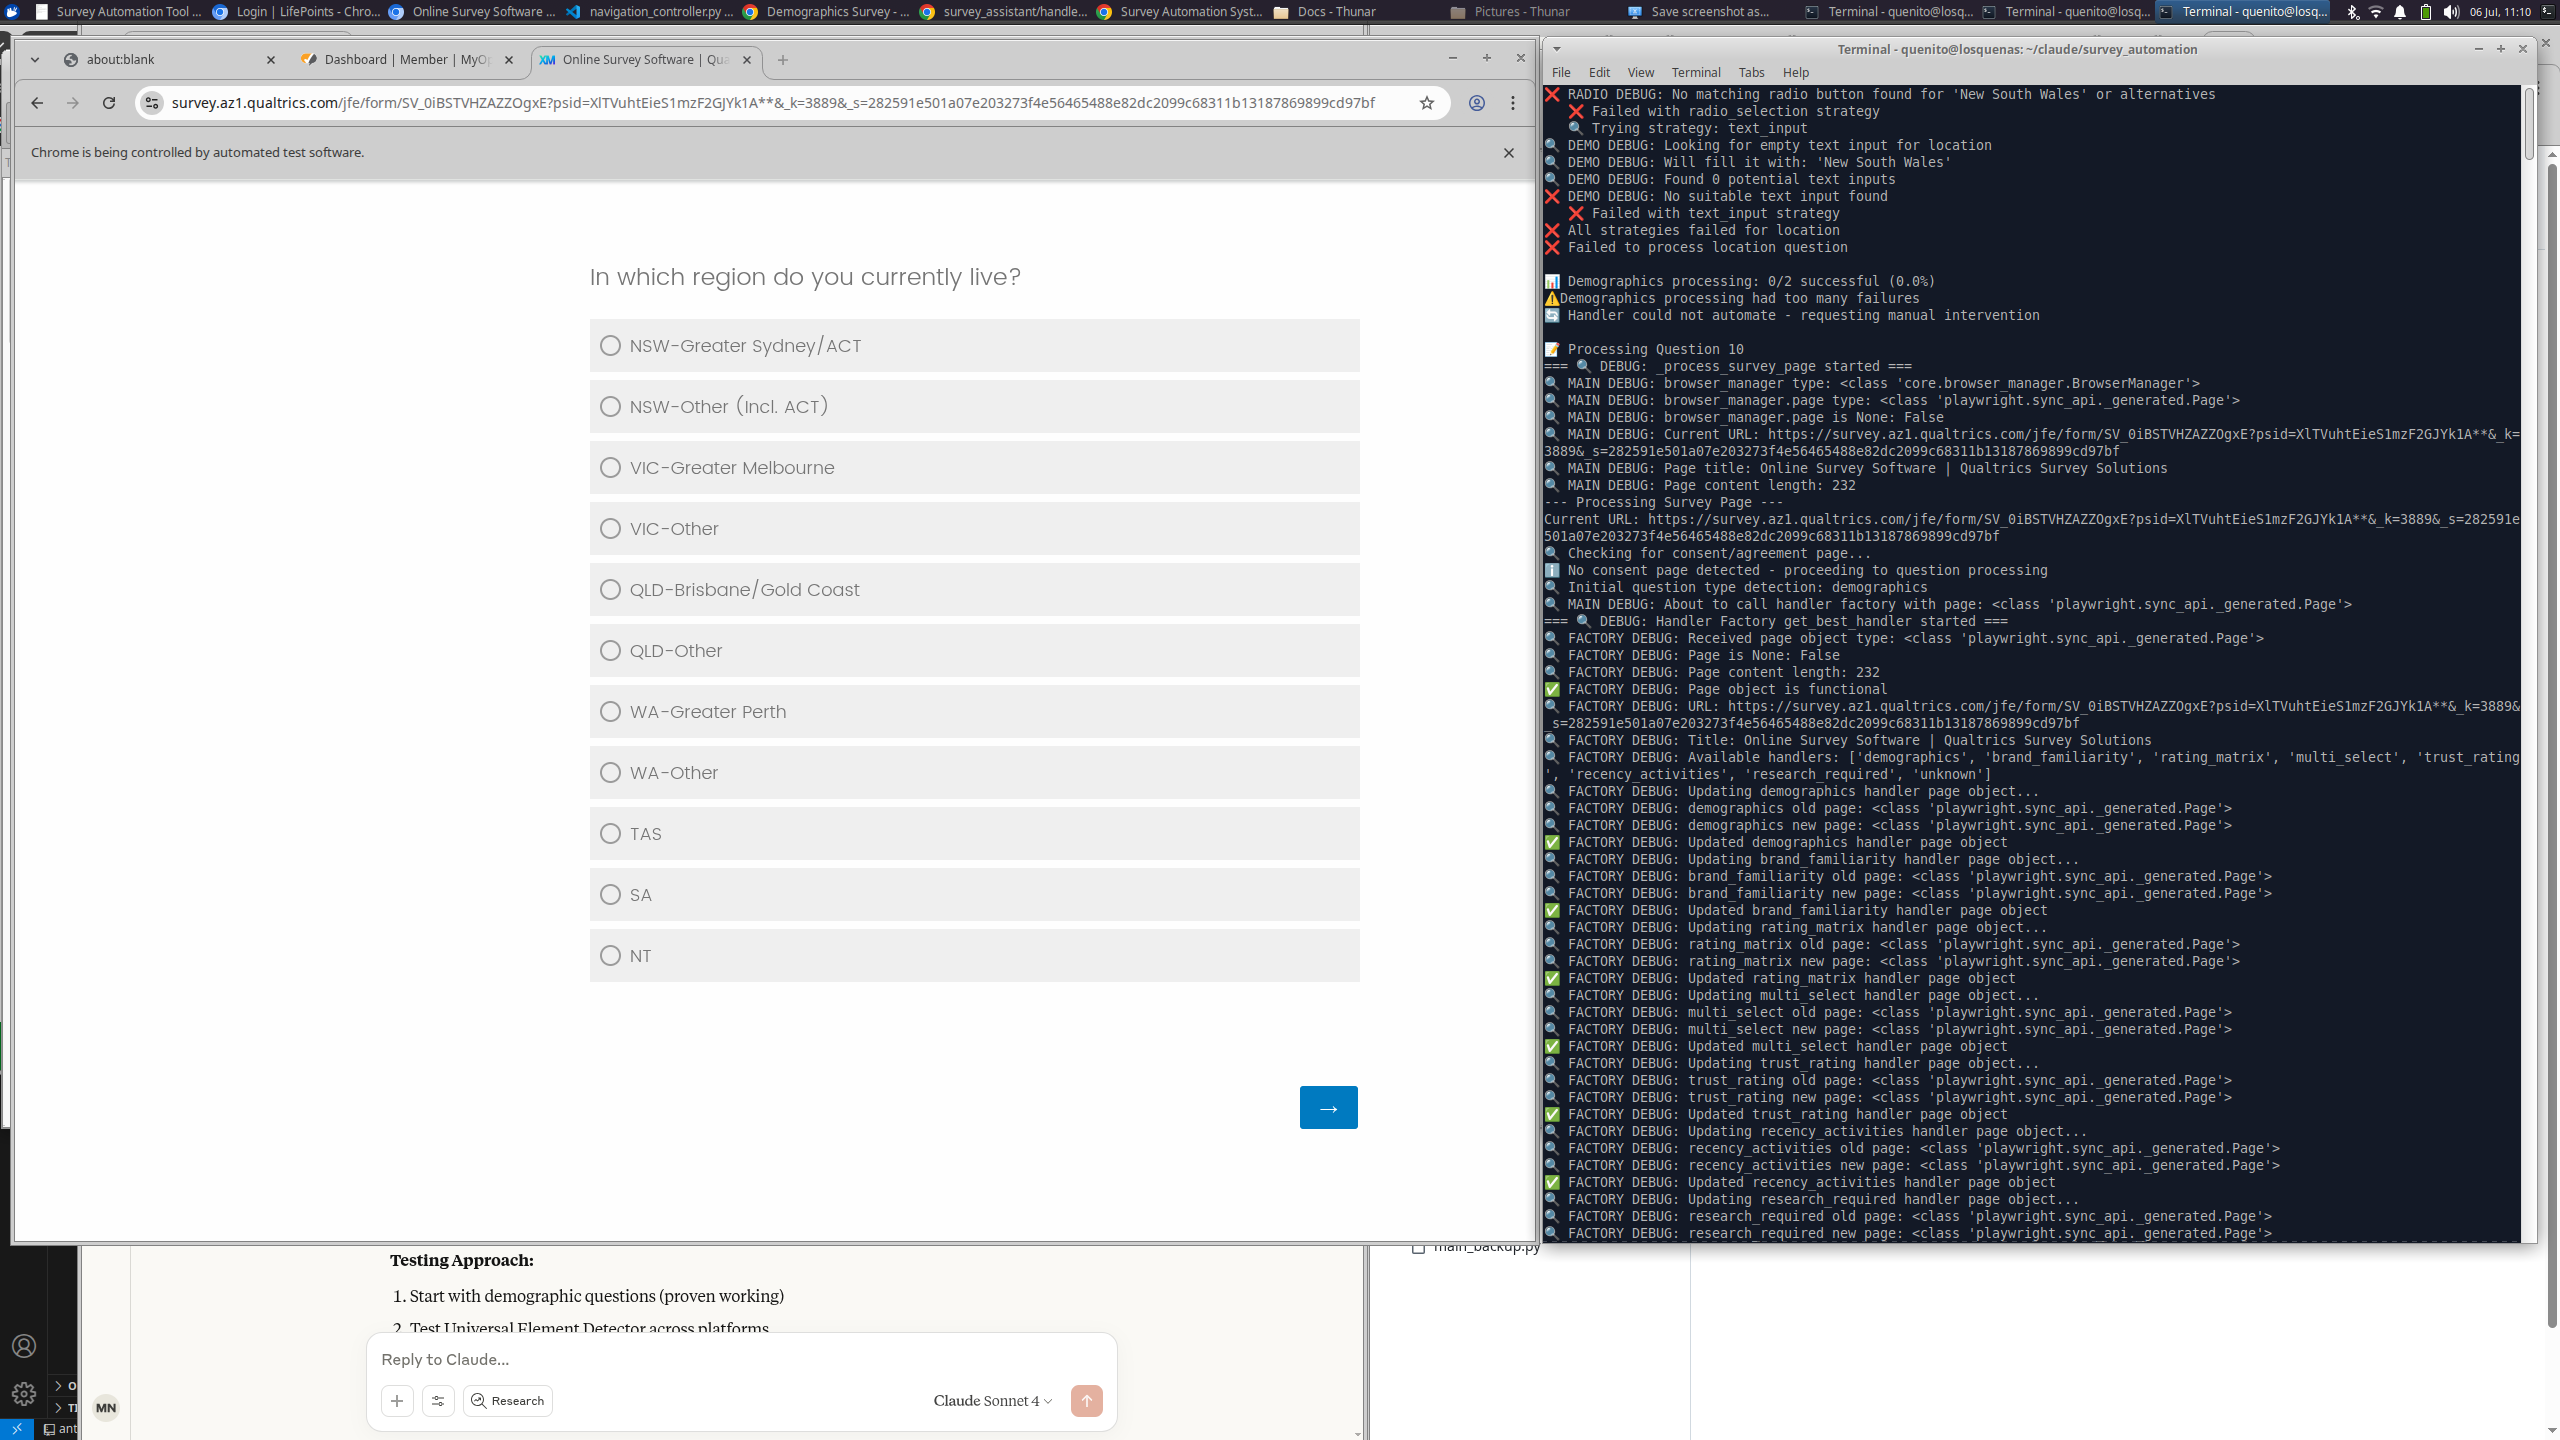 Survey Automation Tool ...
Login | LifePoints - Chro...
Online Survey Software ...
navigation_controller.py ...
Demographics Survey - ...
survey_assistant/handle...
Survey Automation Syst...
Docs - Thunar
Pictures - Thunar
Save screenshot as...
Terminal - quenito@losq...
Terminal - quenito@losq...
Terminal - quenito@losq...
06 Jul, 11:10
about:blank
Dashboard | Member | MyOp
Online Survey Software | Qua
survey.az1.qualtrics.com/jfe/form/SV_0iBSTVHZAZZOgxE?psid=XlTVuhtEieS1mzF2GJYk1A**&_k=3889&_s=282591e501a07e203273f4e56465488e82dc2099c68311b13187869899cd97bf
Chrome is being controlled by automated test software.
In which region do you currently live?
NSW-Greater Sydney/ACT
NSW-Other (Incl. ACT)
VIC-Greater Melbourne
VIC-Other
QLD-Brisbane/Gold Coast
QLD-Other
WA-Greater Perth
WA-Other
TAS
SA
NT
→
Terminal - quenito@losquenas: ~/claude/survey_automation
File Edit View Terminal Tabs Help
❌ RADIO DEBUG: No matching radio button found for 'New South Wales' or alternatives
❌ Failed with radio_selection strategy
🔍 Trying strategy: text_input
🔍 DEMO DEBUG: Looking for empty text input for location
🔍 DEMO DEBUG: Will fill it with: 'New South Wales'
🔍 DEMO DEBUG: Found 0 potential text inputs
❌ DEMO DEBUG: No suitable text input found
❌ Failed with text_input strategy
❌ All strategies failed for location
❌ Failed to process location question
📊 Demographics processing: 0/2 successful (0.0%)
⚠️Demographics processing had too many failures
🔄 Handler could not automate - requesting manual intervention
📝 Processing Question 10
=== 🔍 DEBUG: _process_survey_page started ===
🔍 MAIN DEBUG: browser_manager type: <class 'core.browser_manager.BrowserManager'>
🔍 MAIN DEBUG: browser_manager.page type: <class 'playwright.sync_api._generated.Page'>
🔍 MAIN DEBUG: browser_manager.page is None: False
🔍 MAIN DEBUG: Current URL: https://survey.az1.qualtrics.com/jfe/form/SV_0iBSTVHZAZZOgxE?psid=XlTVuhtEieS1mzF2GJYk1A**&_k=
3889&_s=282591e501a07e203273f4e56465488e82dc2099c68311b13187869899cd97bf
🔍 MAIN DEBUG: Page title: Online Survey Software | Qualtrics Survey Solutions
🔍 MAIN DEBUG: Page content length: 232
--- Processing Survey Page ---
Current URL: https://survey.az1.qualtrics.com/jfe/form/SV_0iBSTVHZAZZOgxE?psid=XlTVuhtEieS1mzF2GJYk1A**&_k=3889&_s=282591e
501a07e203273f4e56465488e82dc2099c68311b13187869899cd97bf
🔍 Checking for consent/agreement page...
ℹ️ No consent page detected - proceeding to question processing
🔍 Initial question type detection: demographics
🔍 MAIN DEBUG: About to call handler factory with page: <class 'playwright.sync_api._generated.Page'>
=== 🔍 DEBUG: Handler Factory get_best_handler started ===
🔍 FACTORY DEBUG: Received page object type: <class 'playwright.sync_api._generated.Page'>
🔍 FACTORY DEBUG: Page is None: False
🔍 FACTORY DEBUG: Page content length: 232
✅ FACTORY DEBUG: Page object is functional
🔍 FACTORY DEBUG: URL: https://survey.az1.qualtrics.com/jfe/form/SV_0iBSTVHZAZZOgxE?psid=XlTVuhtEieS1mzF2GJYk1A**&_k=3889&
_s=282591e501a07e203273f4e56465488e82dc2099c68311b13187869899cd97bf
🔍 FACTORY DEBUG: Title: Online Survey Software | Qualtrics Survey Solutions
🔍 FACTORY DEBUG: Available handlers: ['demographics', 'brand_familiarity', 'rating_matrix', 'multi_select', 'trust_rating
', 'recency_activities', 'research_required', 'unknown']
🔍 FACTORY DEBUG: Updating demographics handler page object...
🔍 FACTORY DEBUG: demographics old page: <class 'playwright.sync_api._generated.Page'>
🔍 FACTORY DEBUG: demographics new page: <class 'playwright.sync_api._generated.Page'>
✅ FACTORY DEBUG: Updated demographics handler page object
🔍 FACTORY DEBUG: Updating brand_familiarity handler page object...
🔍 FACTORY DEBUG: brand_familiarity old page: <class 'playwright.sync_api._generated.Page'>
🔍 FACTORY DEBUG: brand_familiarity new page: <class 'playwright.sync_api._generated.Page'>
✅ FACTORY DEBUG: Updated brand_familiarity handler page object
🔍 FACTORY DEBUG: Updating rating_matrix handler page object...
🔍 FACTORY DEBUG: rating_matrix old page: <class 'playwright.sync_api._generated.Page'>
🔍 FACTORY DEBUG: rating_matrix new page: <class 'playwright.sync_api._generated.Page'>
✅ FACTORY DEBUG: Updated rating_matrix handler page object
🔍 FACTORY DEBUG: Updating multi_select handler page object...
🔍 FACTORY DEBUG: multi_select old page: <class 'playwright.sync_api._generated.Page'>
🔍 FACTORY DEBUG: multi_select new page: <class 'playwright.sync_api._generated.Page'>
✅ FACTORY DEBUG: Updated multi_select handler page object
🔍 FACTORY DEBUG: Updating trust_rating handler page object...
🔍 FACTORY DEBUG: trust_rating old page: <class 'playwright.sync_api._generated.Page'>
🔍 FACTORY DEBUG: trust_rating new page: <class 'playwright.sync_api._generated.Page'>
✅ FACTORY DEBUG: Updated trust_rating handler page object
🔍 FACTORY DEBUG: Updating recency_activities handler page object...
🔍 FACTORY DEBUG: recency_activities old page: <class 'playwright.sync_api._generated.Page'>
🔍 FACTORY DEBUG: recency_activities new page: <class 'playwright.sync_api._generated.Page'>
✅ FACTORY DEBUG: Updated recency_activities handler page object
🔍 FACTORY DEBUG: Updating research_required handler page object...
🔍 FACTORY DEBUG: research_required old page: <class 'playwright.sync_api._generated.Page'>
🔍 FACTORY DEBUG: research_required new page: <class 'playwright.sync_api._generated.Page'>
main_backup.py
Testing Approach:
1. Start with demographic questions (proven working)
2. Test Universal Element Detector across platforms
Reply to Claude...
Research
Claude Sonnet 4
MN
ant